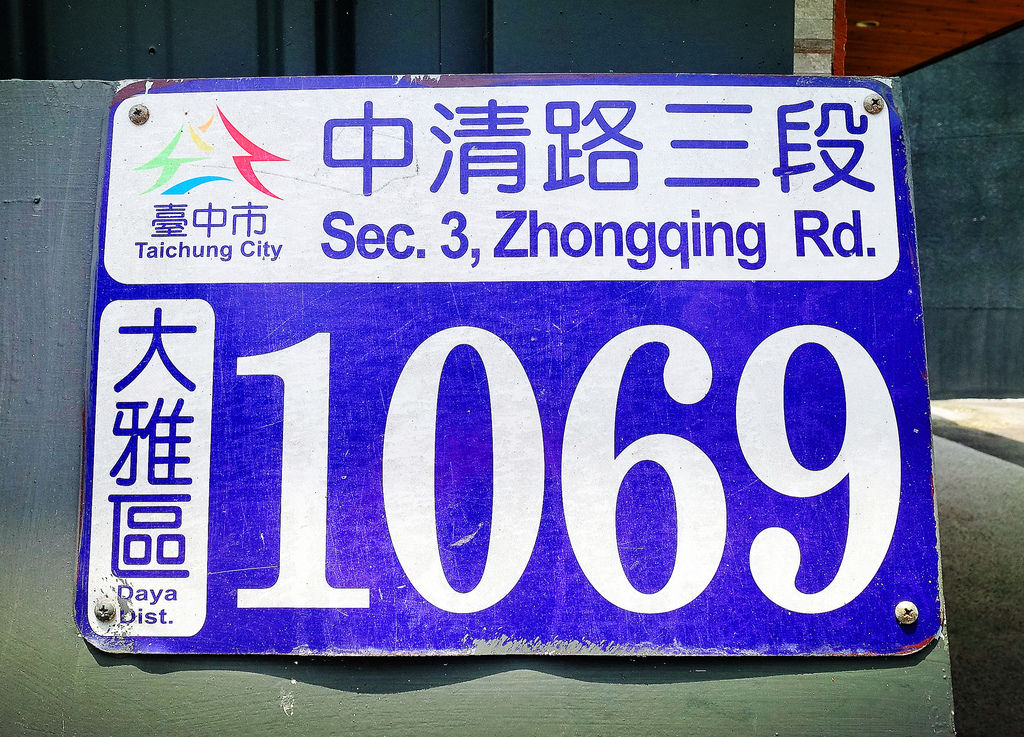 中清路三段
臺中市
Taichung City
Sec. 3, Zhongqing Rd.
大雅區
Daya
Dist.
1069